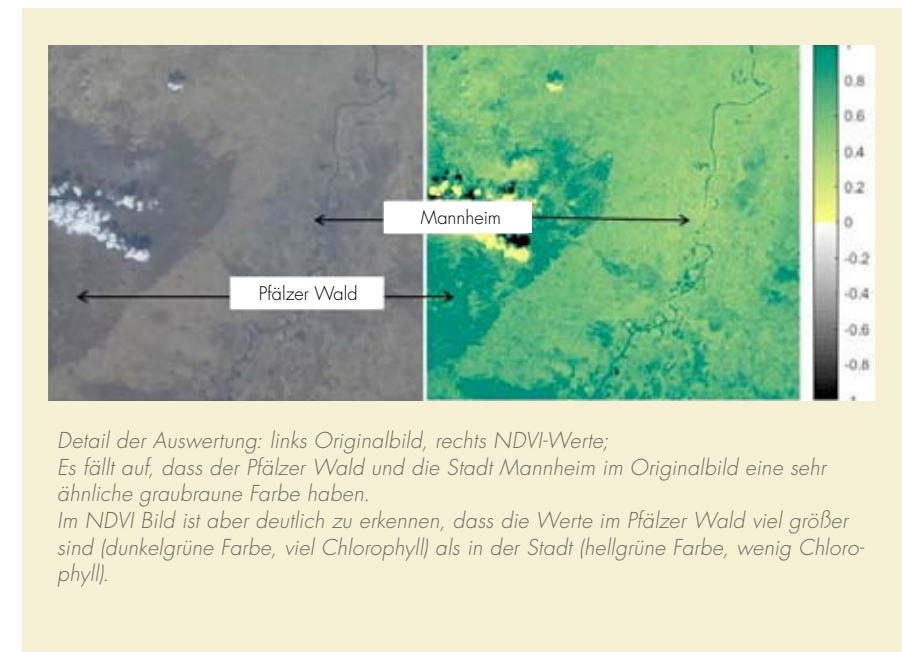 1
0.8
0.6
0.4
0.2
0
-0.2
-0.4
-0.6
-0.8
-1
Mannheim
Pfälzer Wald
Detail der Auswertung: links Originalbild, rechts NDVI-Werte;
Es fällt auf, dass der Pfälzer Wald und die Stadt Mannheim im Originalbild eine sehr
ähnliche graubraune Farbe haben.
Im NDVI Bild ist aber deutlich zu erkennen, dass die Werte im Pfälzer Wald viel größer
sind (dunkelgrüne Farbe, viel Chlorophyll) als in der Stadt (hellgrüne Farbe, wenig Chloro-
phyll).